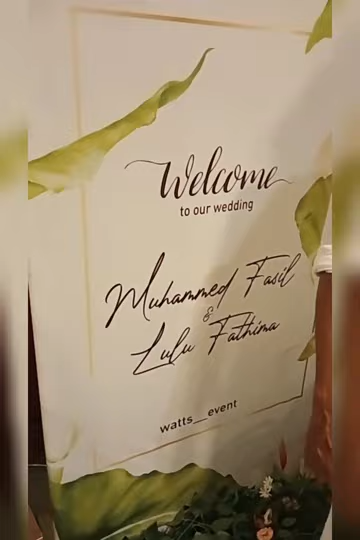 Welcome
to our wedding
Muhammed Fasil
&
Lulu Fathima
watts__event